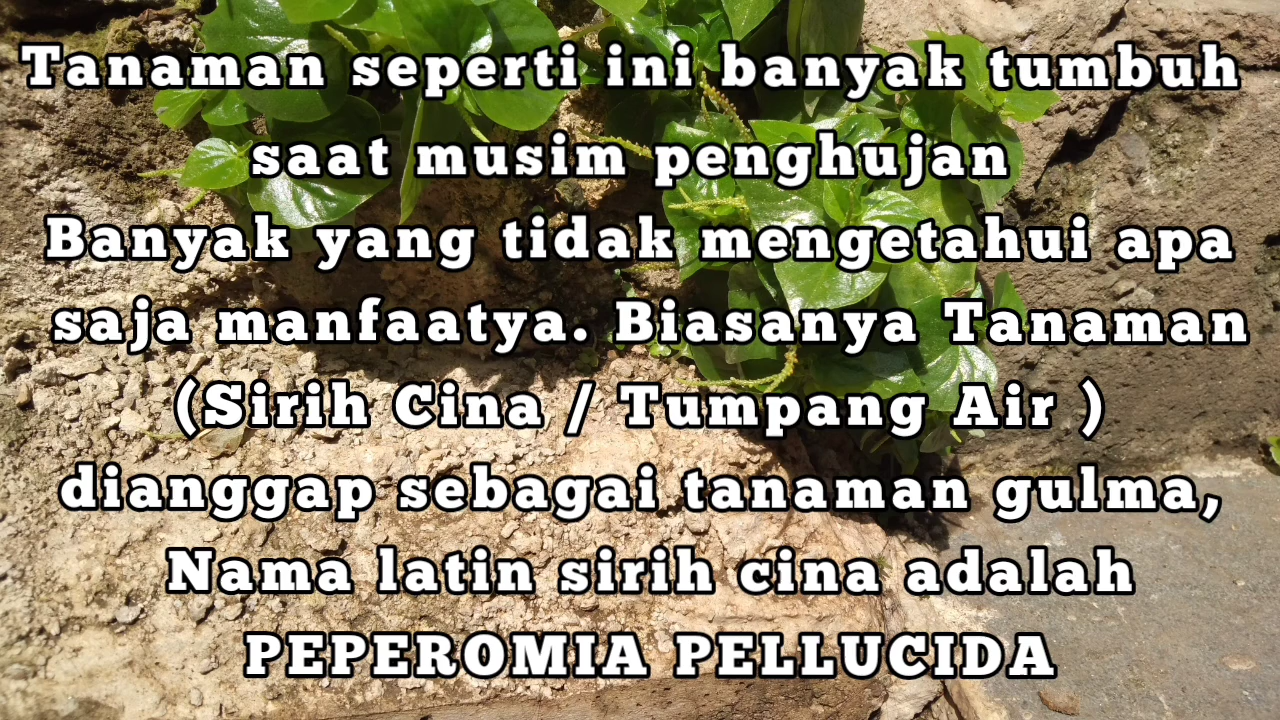 Tanaman seperti ini banyak tumbuh
saat musim penghujan
Banyak yang tidak mengetahui apa
saja manfaatya. Biasanya Tanaman
(Sirih Cina / Tumpang Air )
dianggap sebagai tanaman gulma,
Nama latin sirih cina adalah
PEPEROMIA PELLUCIDA